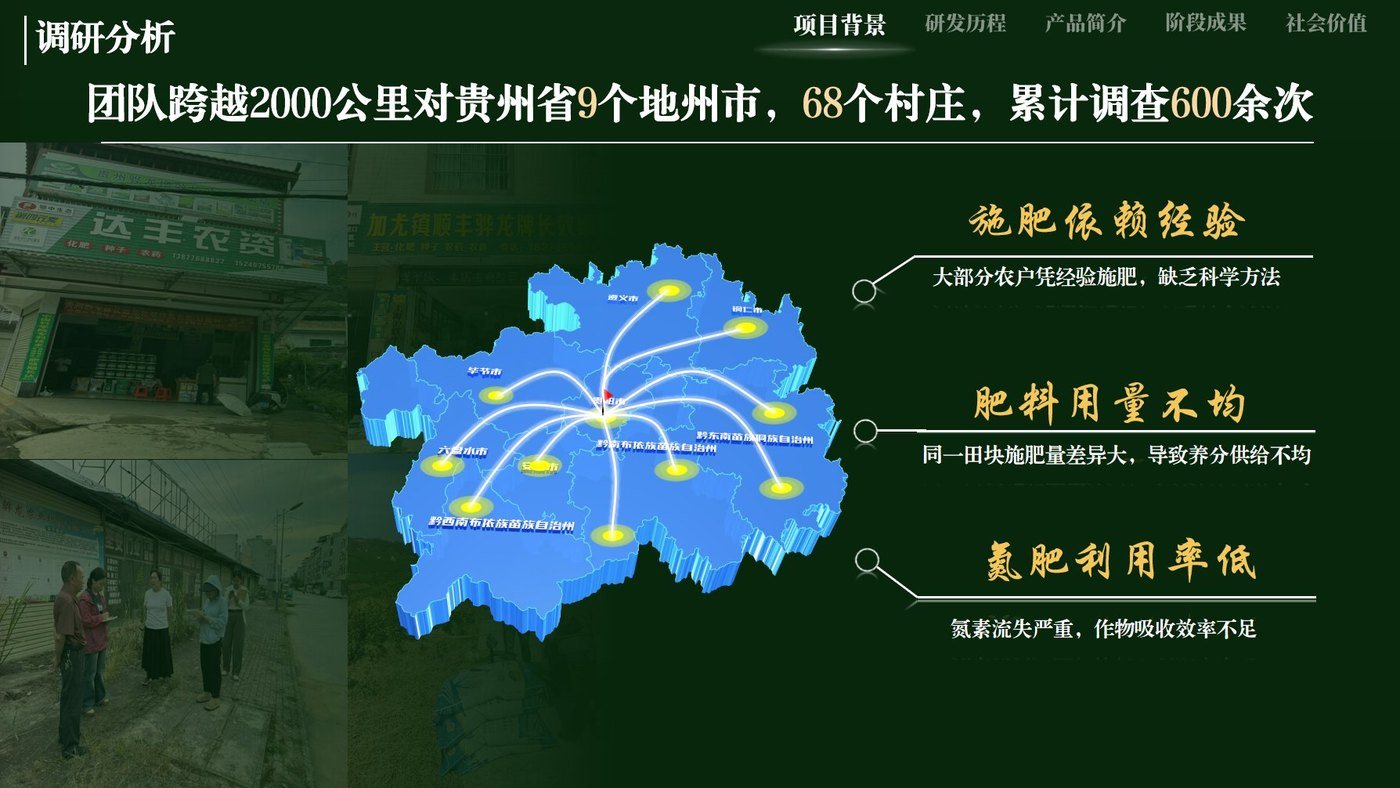 调研分析
项目背景 研发历程 产品简介 阶段成果 社会价值
团队跨越2000公里对贵州省9个地州市，68个村庄，累计调查600余次
达丰农资
化肥 种子 农药
施肥依赖经验
大部分农户凭经验施肥，缺乏科学方法
肥料用量不均
同一田块施肥量差异大，导致养分供给不均
氮肥利用率低
氮素流失严重，作物吸收效率不足
遵义市
铜仁市
毕节市
贵阳市
黔东南苗族侗族自治州
黔南布依族苗族自治州
六盘水市
黔西南布依族苗族自治州